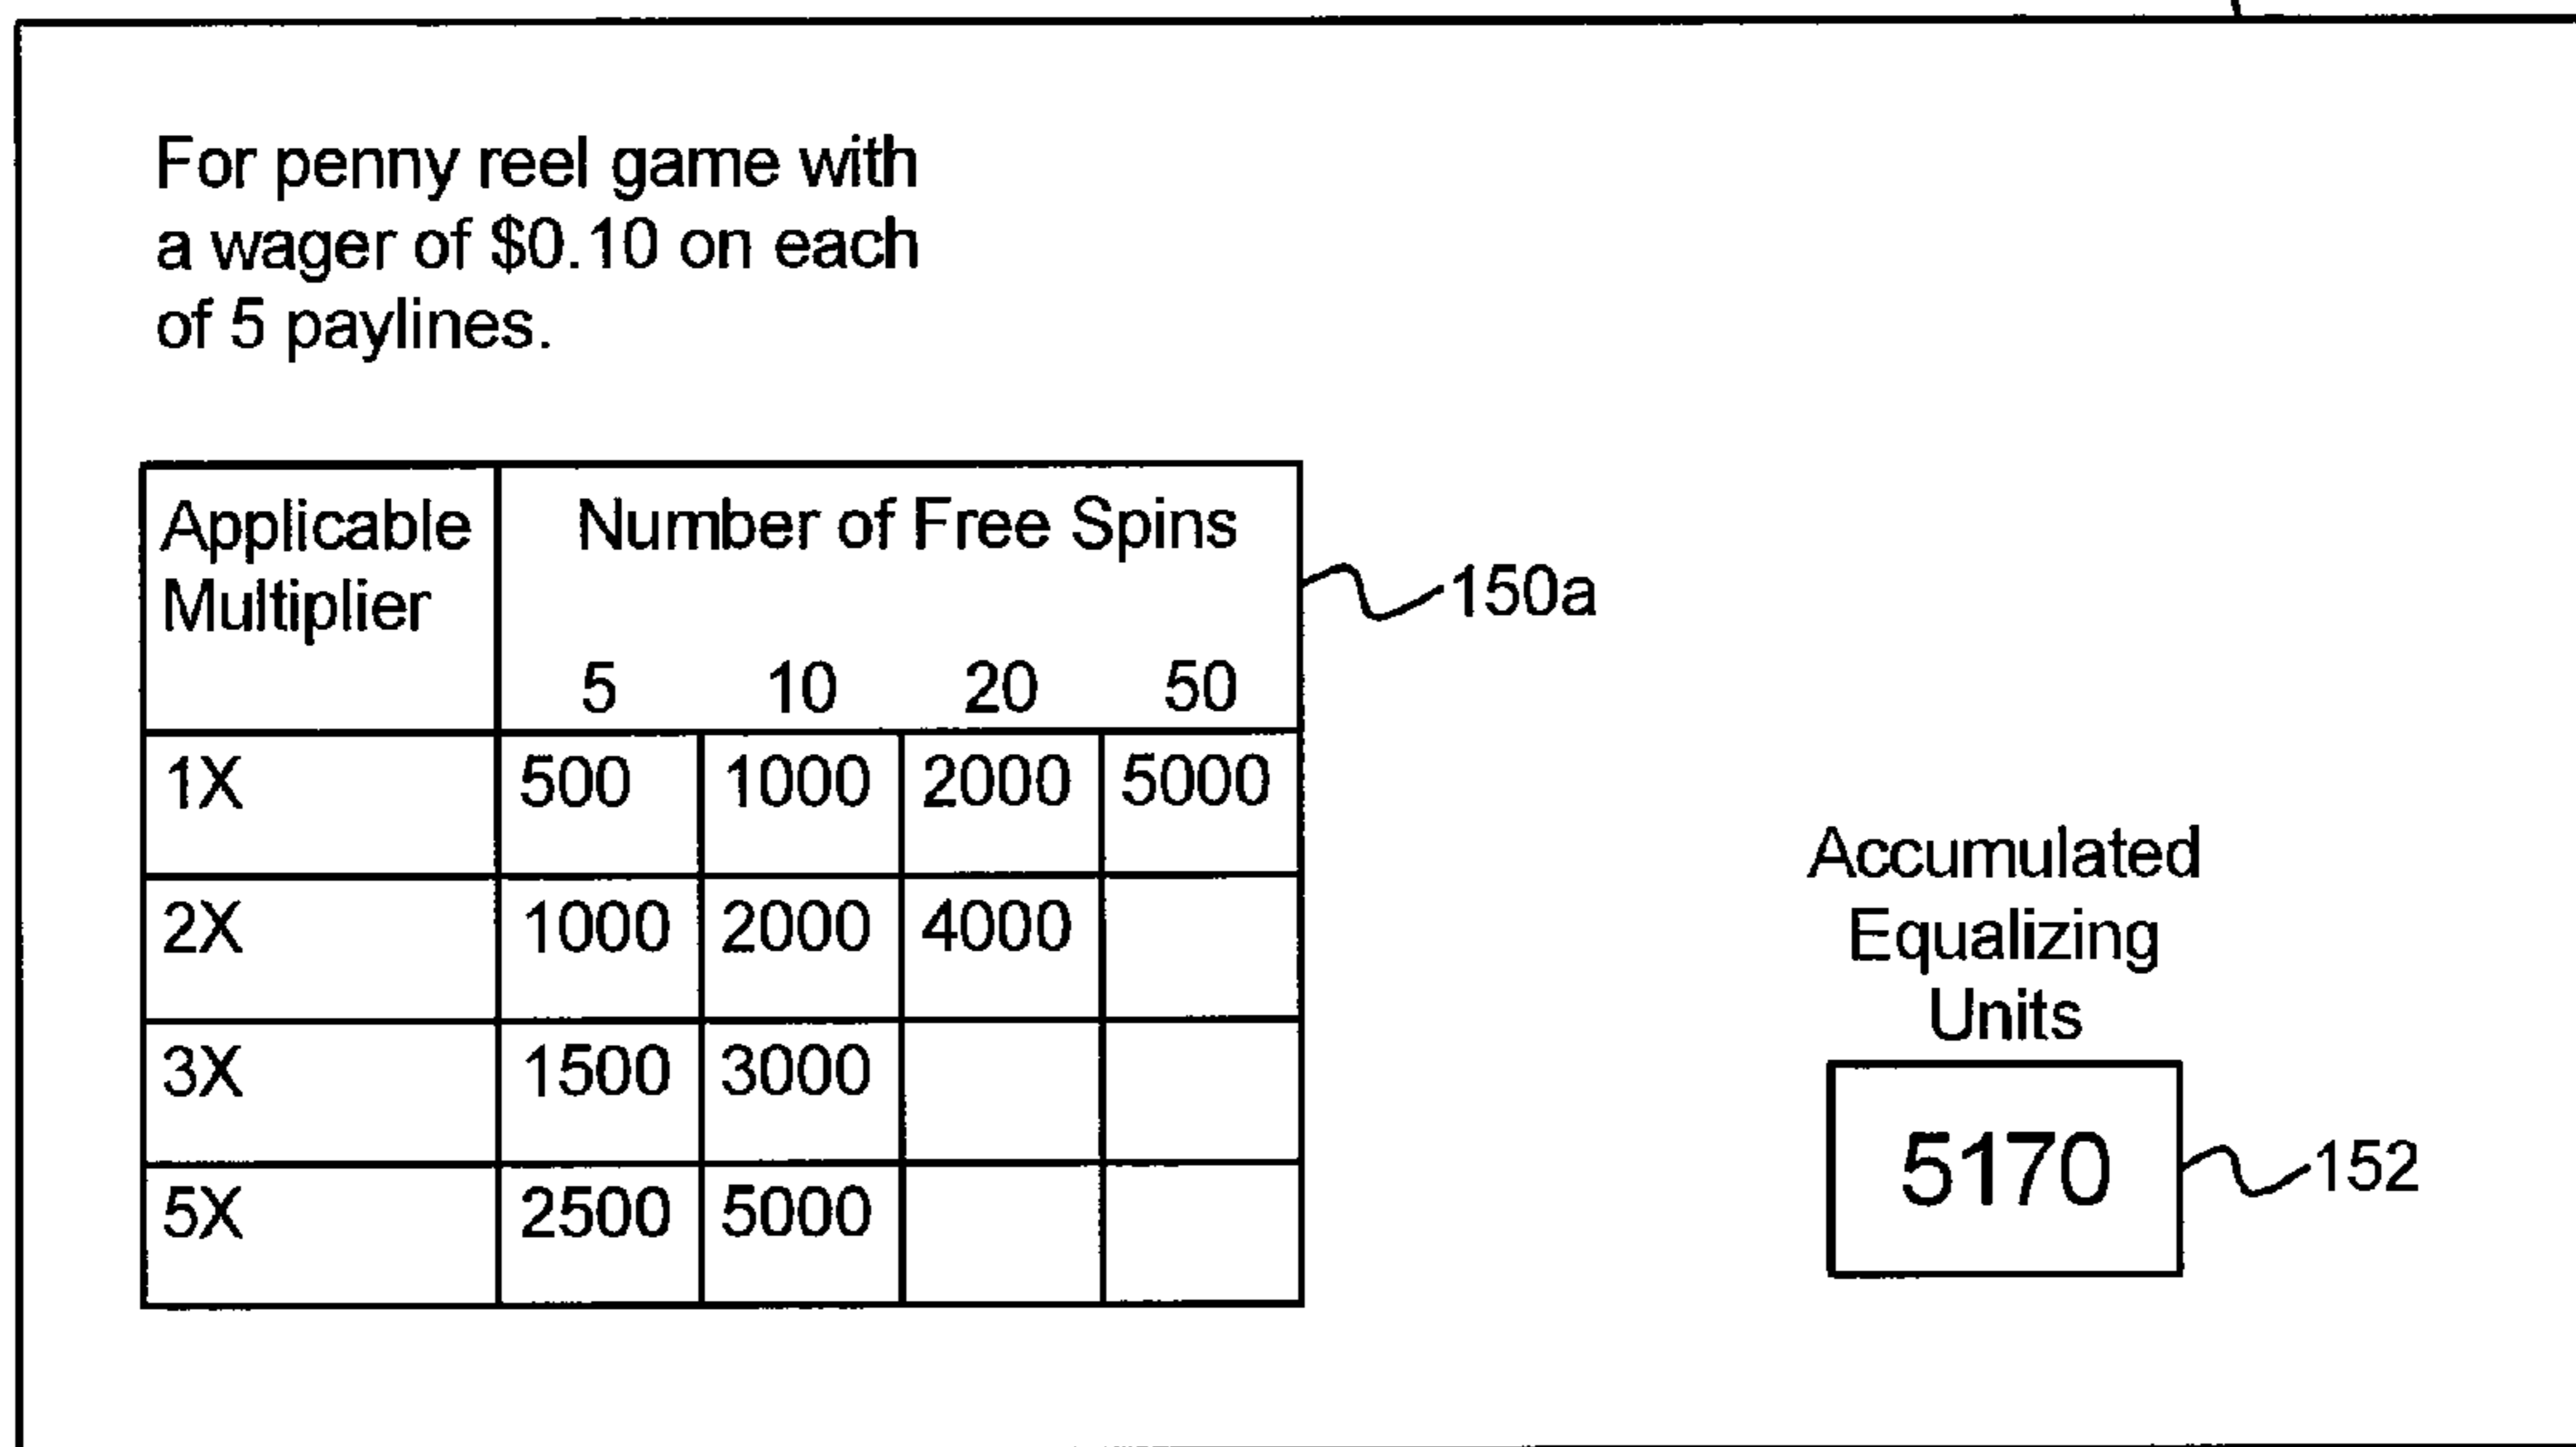 For penny reel game with
a wager of $0.10 on each
of 5 paylines.
Applicable
Multiplier
Number of Free Spins
5 10 20 50
1X 500 1000 2000 5000
2X 1000 2000 4000
3X 1500 3000
5X 2500 5000
150a
Accumulated
Equalizing
Units
5170
152